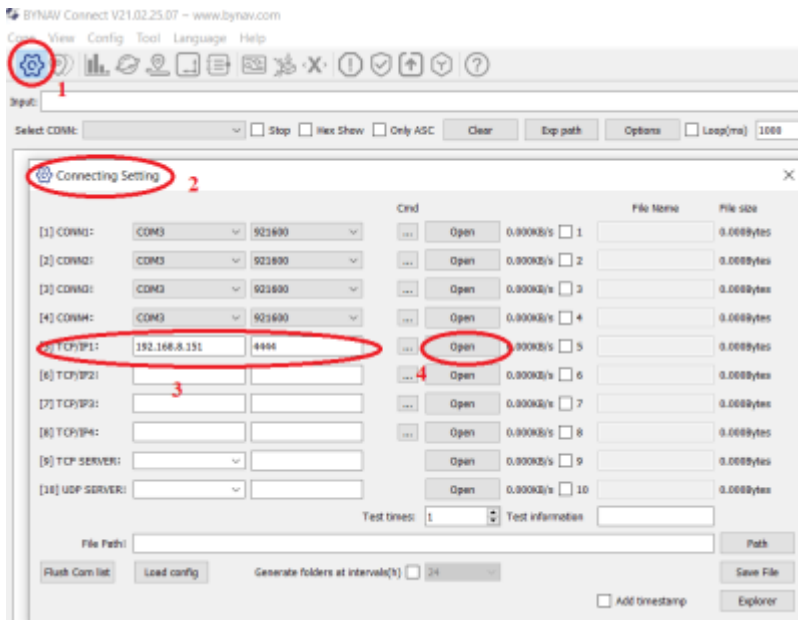 BYNAV Connect V21.02.25.07 - www.bynav.com
Conn View Config Tool Language Help
1
Input:
Select CONN: Stop Hex Show Only ASC Clear Exp path Options Loop(ms) 1000
Connecting Setting 2
Cmd File Name File size
[1] CONN1: COM3 921600 ... Open 0.000KB/s 1 0.000Bytes
[2] CONN2: COM3 921600 ... Open 0.000KB/s 2 0.000Bytes
[3] CONN3: COM3 921600 ... Open 0.000KB/s 3 0.000Bytes
[4] CONN4: COM3 921600 ... Open 0.000KB/s 4 0.000Bytes
[5] TCP/IP1: 192.168.8.151 4444 ... Open 0.000KB/s 5 0.000Bytes
[6] TCP/IP2: ... 4 Open 0.000KB/s 6 0.000Bytes
3
[7] TCP/IP3: ... Open 0.000KB/s 7 0.000Bytes
[8] TCP/IP4: ... Open 0.000KB/s 8 0.000Bytes
[9] TCP SERVER: Open 0.000KB/s 9 0.000Bytes
[10] UDP SERVER: Open 0.000KB/s 10 0.000Bytes
Test times: 1 Test information
File Path: Path
Flush Com list Load config Generate folders at intervals(h) 24 Save File
Add timestamp Explorer